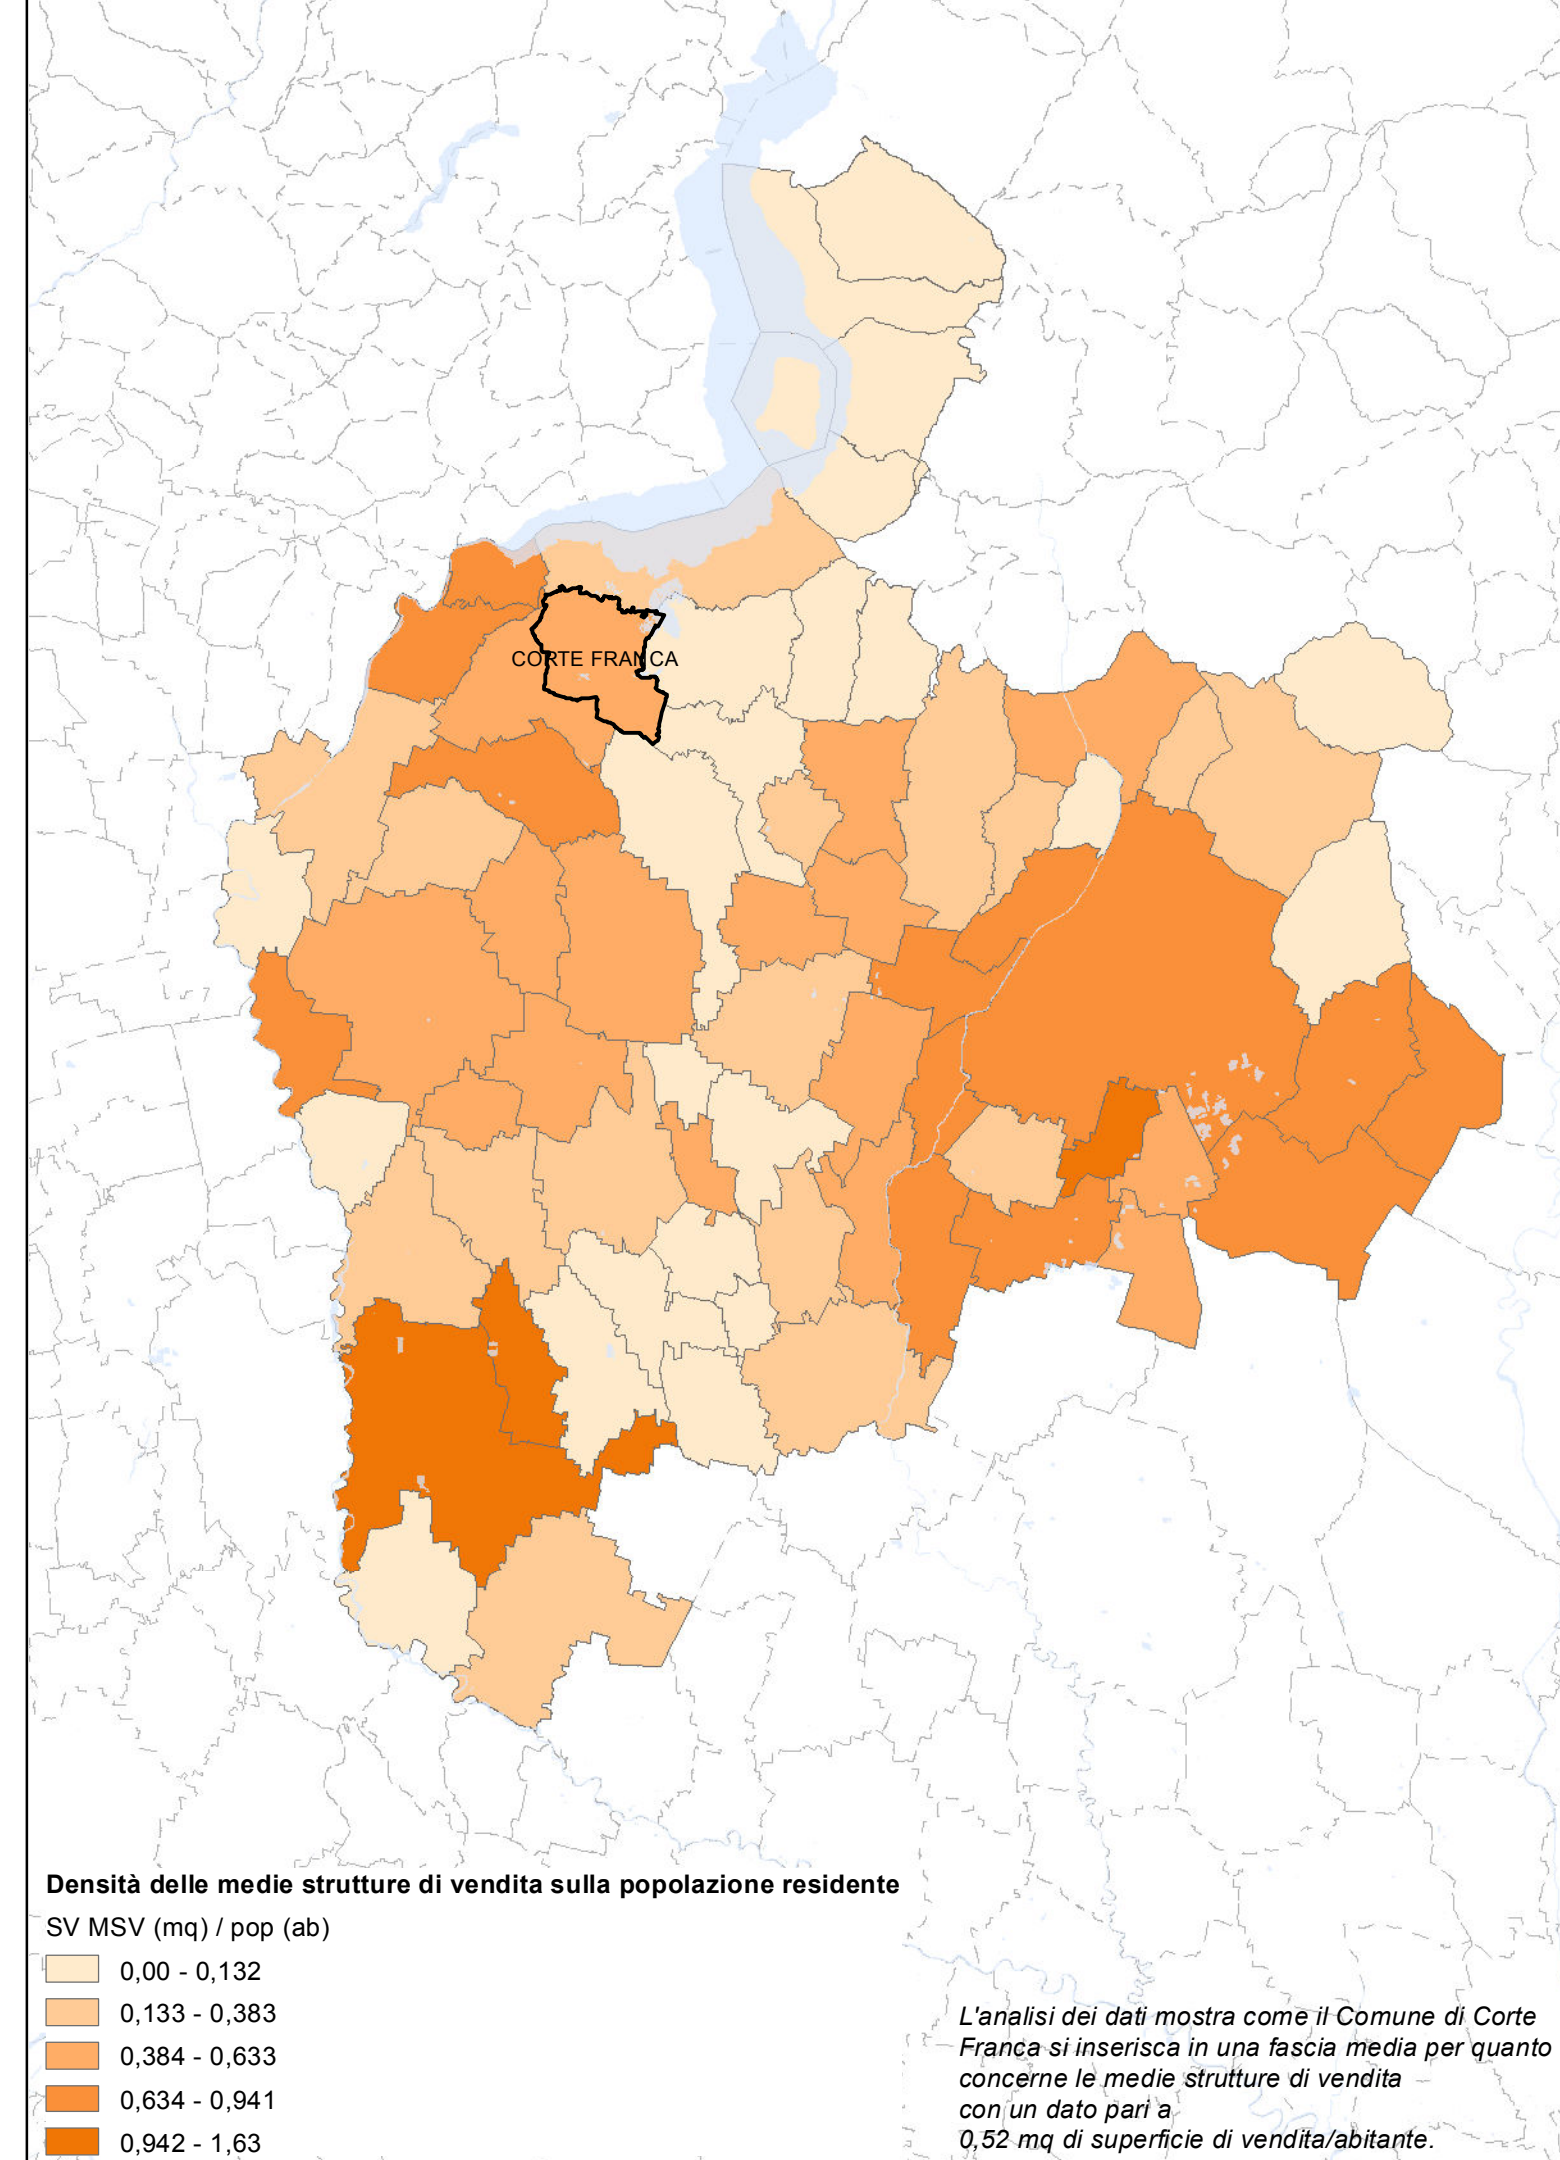 CORTE FRANCA
Densità delle medie strutture di vendita sulla popolazione residente
SV MSV (mq) / pop (ab)
0,00 - 0,132
0,133 - 0,383
0,384 - 0,633
0,634 - 0,941
0,942 - 1,63
L'analisi dei dati mostra come il Comune di Corte
Franca si inserisca in una fascia media per quanto
concerne le medie strutture di vendita
con un dato pari a
0,52 mq di superficie di vendita/abitante.